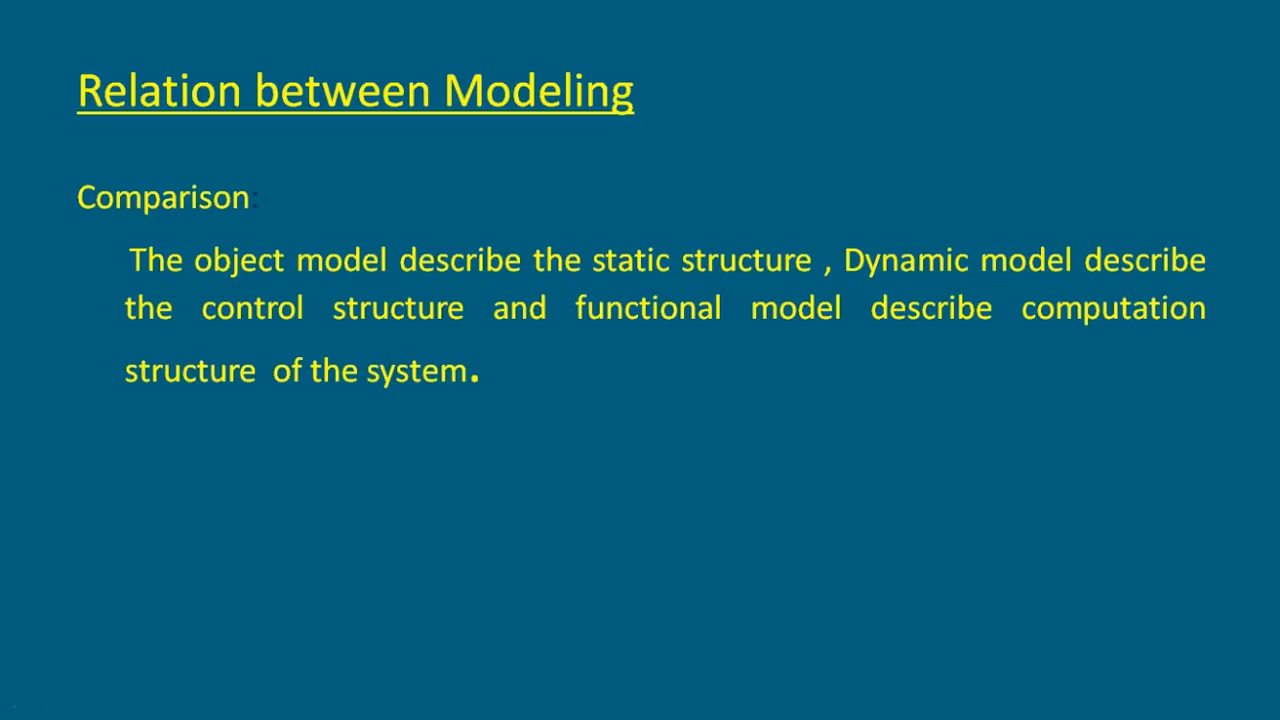 Relation between Modeling
Comparison:
The object model describe the static structure , Dynamic model describe
the control structure and functional model describe computation
structure of the system.